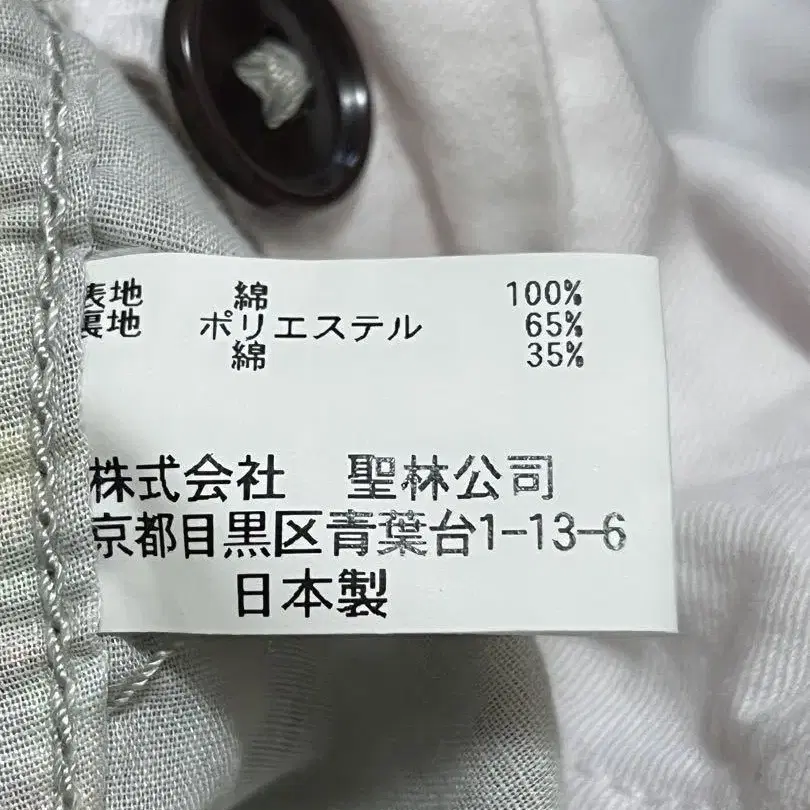 表地 綿 100%
裏地 ポリエステル 65%
綿 35%
株式会社 聖林公司
京都目黒区青葉台1-13-6
日本製